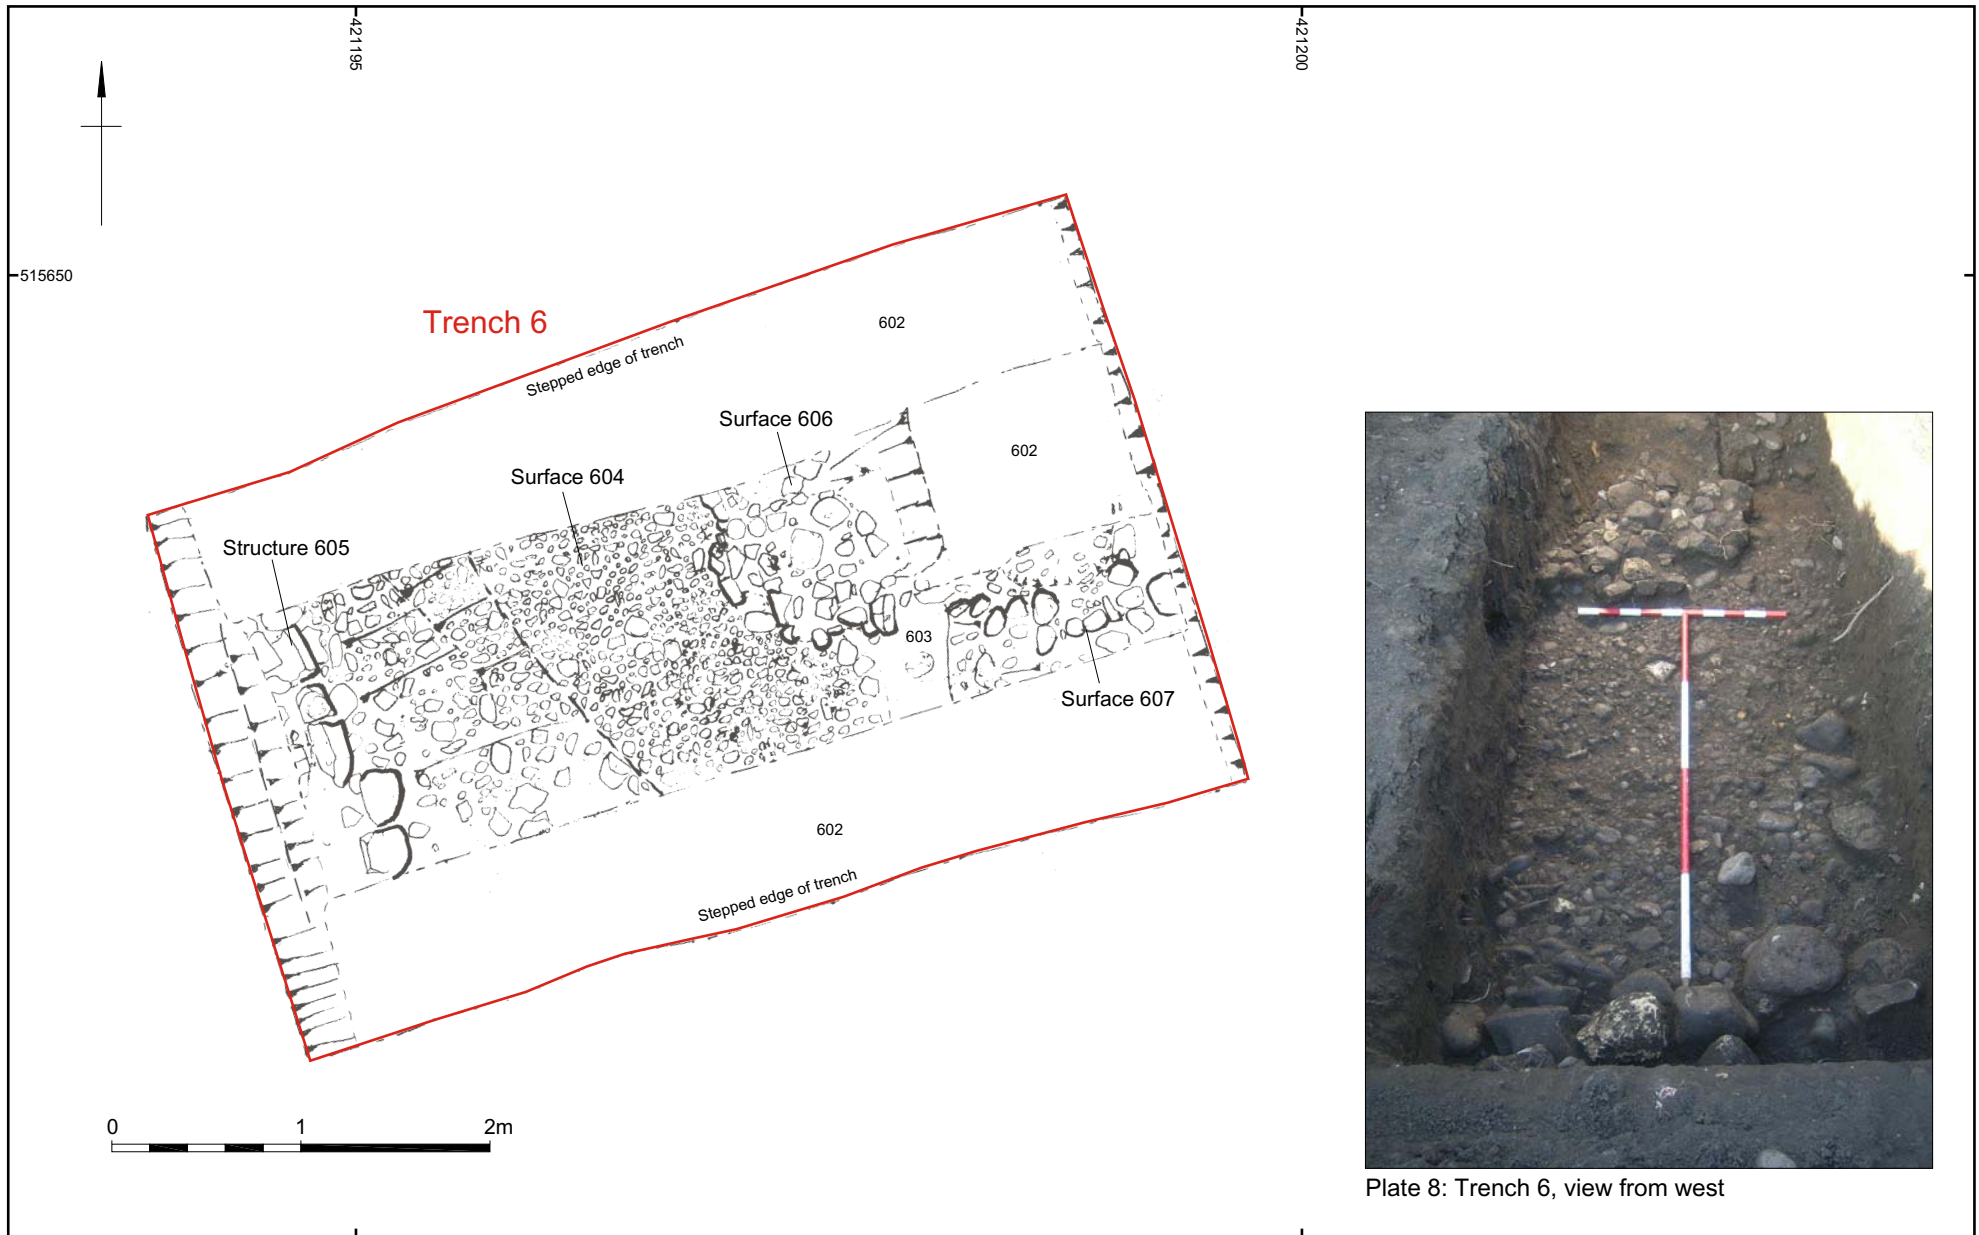 421195
421200
515650
Trench 6
602
Stepped edge of trench
Surface 606
602
Surface 604
Structure 605
603
Surface 607
602
Stepped edge of trench
0 1 2m
Plate 8: Trench 6, view from west